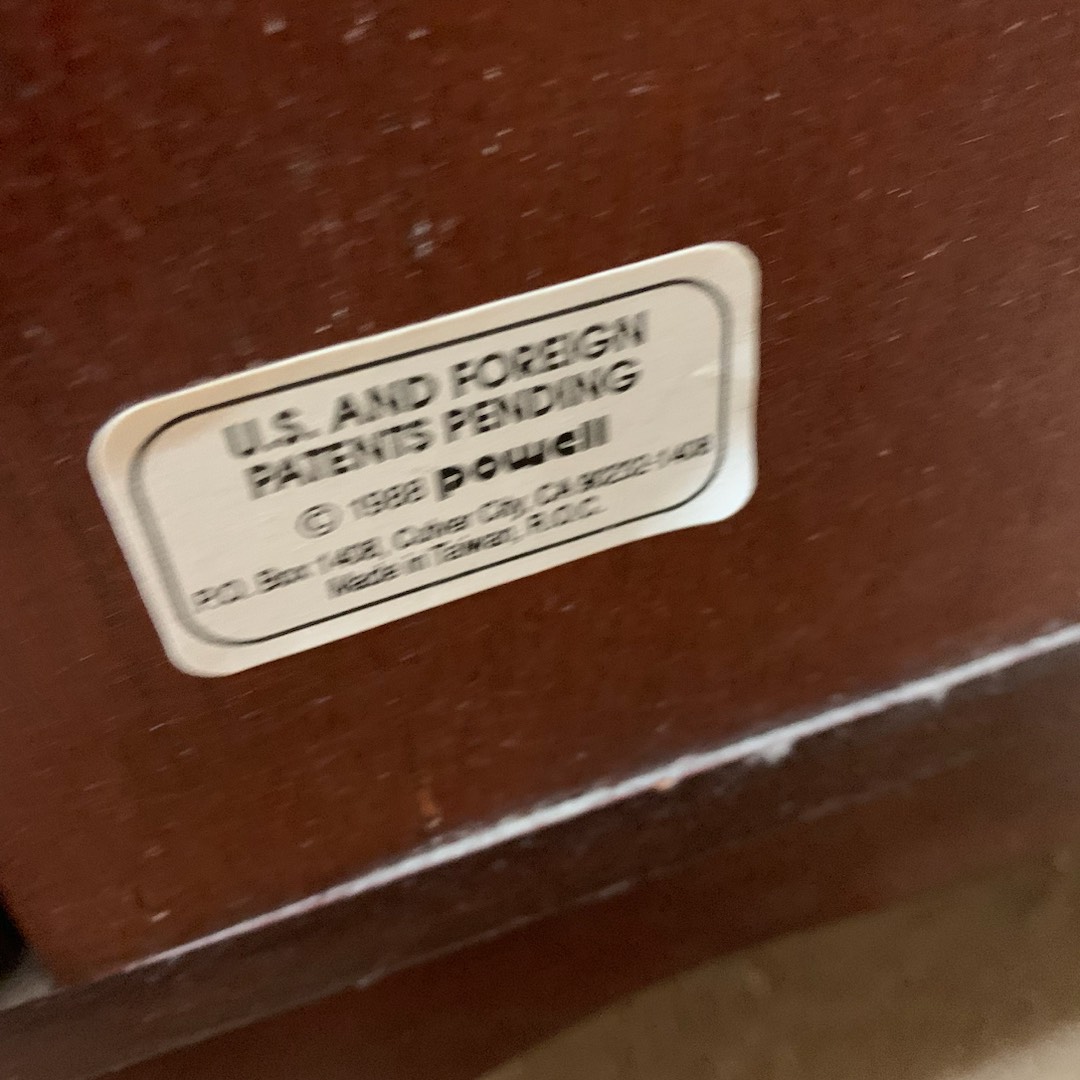 U.S. AND FOREIGN
PATENTS PENDING
© 1988 powell
P.O. Box 1408, Culver City, CA 90232-1408
Made in Taiwan, R.O.C.